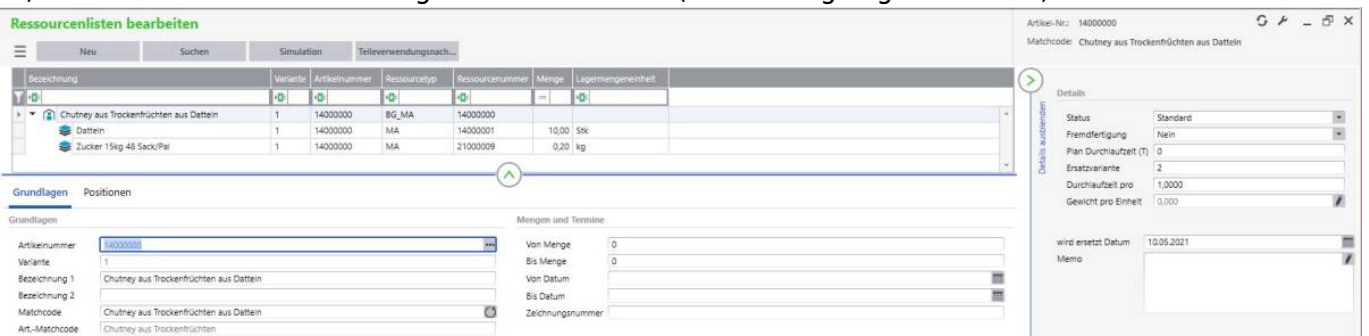 Ressourcenlisten bearbeiten
Neu Suchen Simulation Teileverwendungsnach...
Bezeichnung Variante Artikelnummer Ressourcetyp Ressourcenummer Menge Lagermengeneinheit
Chutney aus Trockenfrüchten aus Datteln 1 14000000 BG_MA 14000000
Datteln 1 14000000 MA 14000001 10,00 Stk
Zucker 15kg 48 Sack/Pal 1 14000000 MA 21000009 0,20 kg
Grundlagen Positionen
Grundlagen
Artikelnummer 14000000
Variante 1
Bezeichnung 1 Chutney aus Trockenfrüchten aus Datteln
Bezeichnung 2
Matchcode Chutney aus Trockenfrüchten aus Datteln
Art.-Matchcode Chutney aus Trockenfrüchten
Mengen und Termine
Von Menge 0
Bis Menge 0
Von Datum
Bis Datum
Zeichnungsnummer
Artikel-Nr.: 14000000
Matchcode: Chutney aus Trockenfrüchten aus Datteln
Details ausblenden
Details
Status Standard
Fremdfertigung Nein
Plan Durchlaufzeit (T) 0
Ersatzvariante 2
Durchlaufzeit pro 1,0000
Gewicht pro Einheit 0,000
wird ersetzt Datum 10.05.2021
Memo